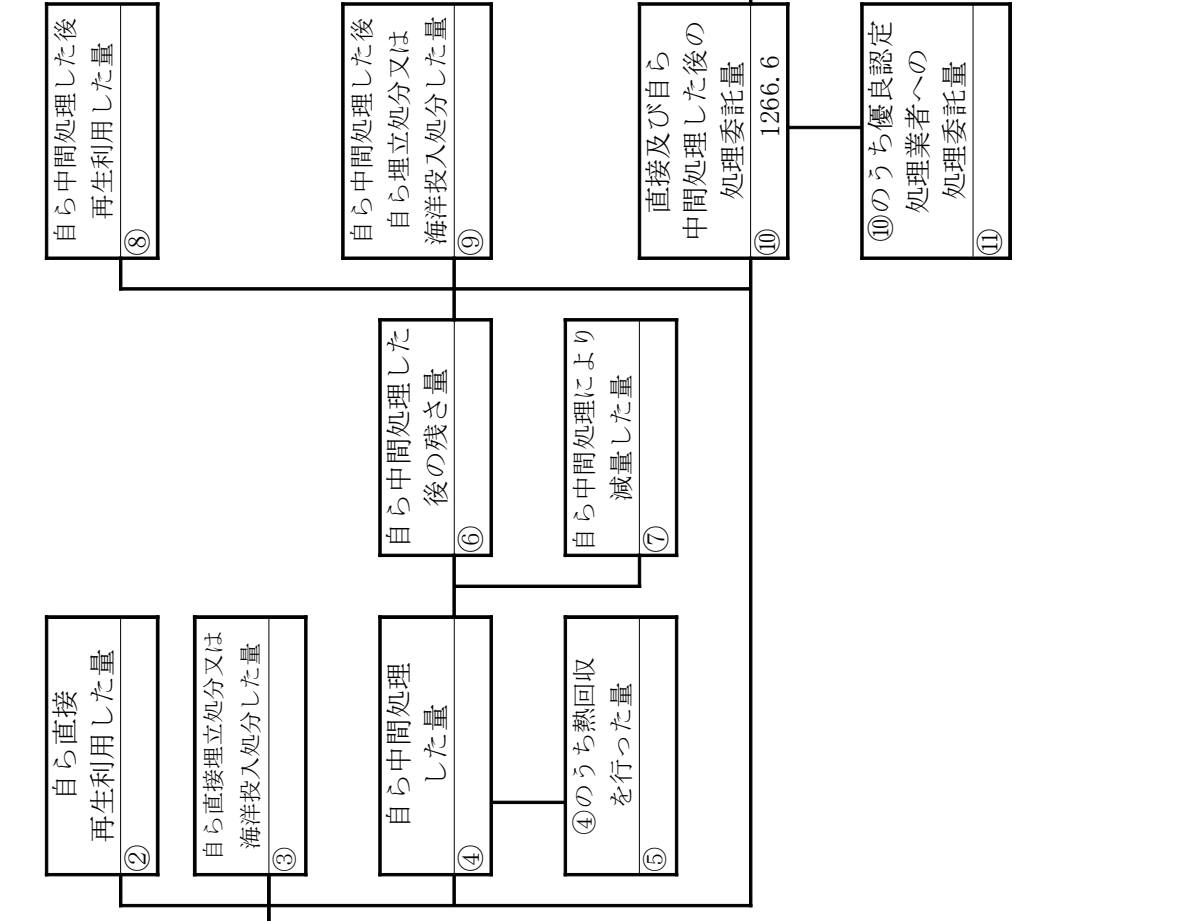 自ら直接
再生利用した量
②
自ら直接埋立処分又は
海洋投入処分した量
③
自ら中間処理
した量
④
④のうち熱回収
を行った量
⑤
自ら中間処理した
後の残さ量
⑥
自ら中間処理により
減量した量
⑦
自ら中間処理した後
再生利用した量
⑧
自ら中間処理した後
自ら埋立処分又は
海洋投入処分した量
⑨
直接及び自ら
中間処理した後の
処理委託量
⑩ 1266.6
⑩のうち優良認定
処理業者への
処理委託量
⑪